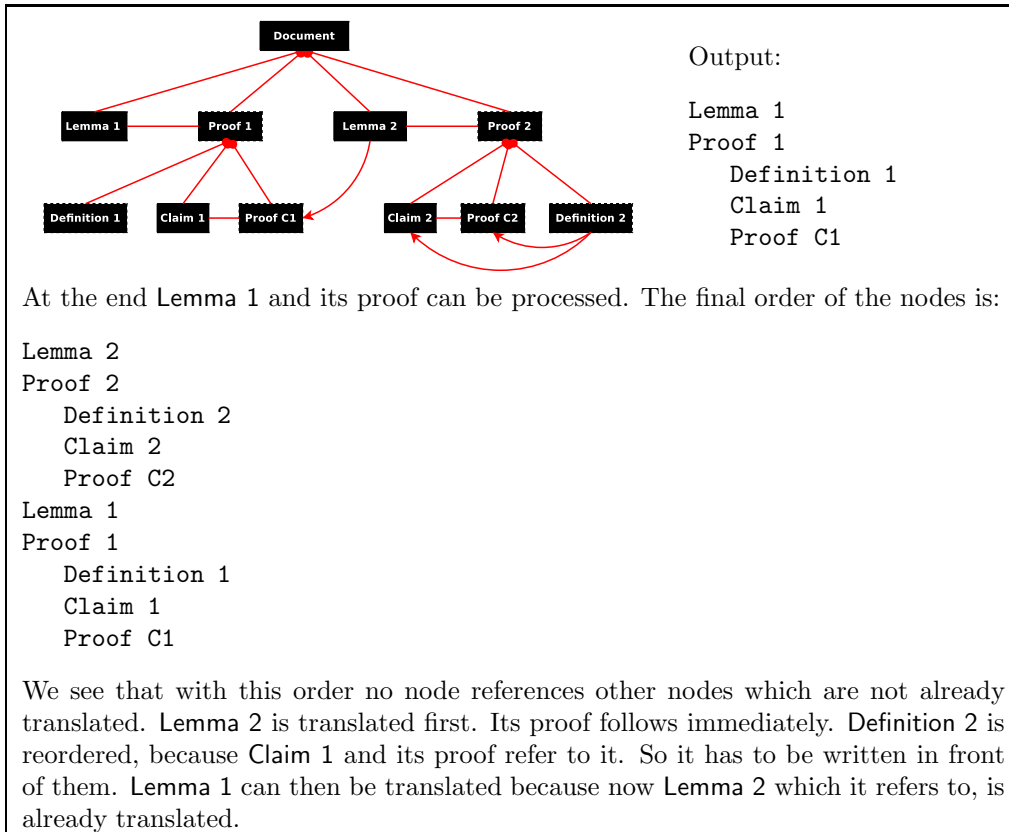 Document
Lemma 1 Proof 1 Lemma 2 Proof 2
Definition 1 Claim 1 Proof C1 Claim 2 Proof C2 Definition 2
Output:
Lemma 1
Proof 1
Definition 1
Claim 1
Proof C1
At the end Lemma 1 and its proof can be processed. The final order of the nodes is:
Lemma 2
Proof 2
Definition 2
Claim 2
Proof C2
Lemma 1
Proof 1
Definition 1
Claim 1
Proof C1
We see that with this order no node references other nodes which are not already
translated. Lemma 2 is translated first. Its proof follows immediately. Definition 2 is
reordered, because Claim 1 and its proof refer to it. So it has to be written in front
of them. Lemma 1 can then be translated because now Lemma 2 which it refers to, is
already translated.